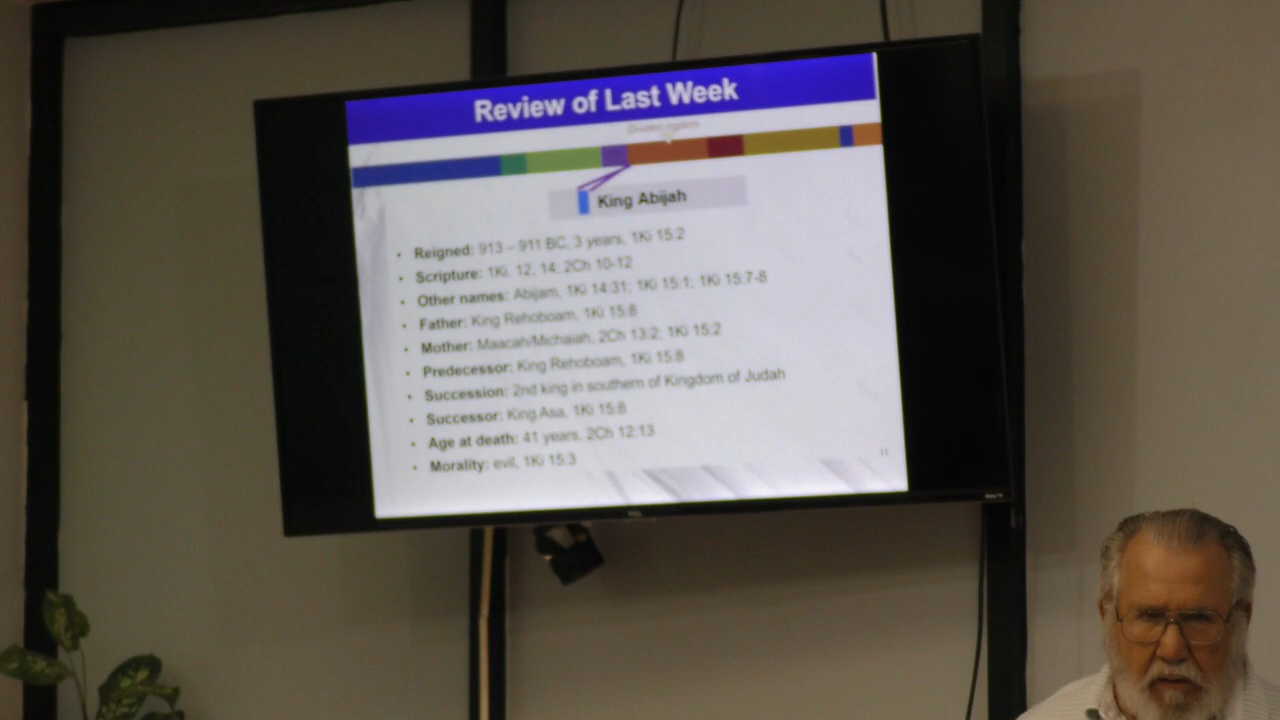 Review of Last Week
King Abijah
• Reigned: 913 – 911 BC, 3 years, 1Ki 15:2
• Scripture: 1Ki, 12, 14, 2Ch 10-12
• Other names: Abijam, 1Ki 14:31; 1Ki 15:1; 1Ki 15:7-8
• Father: King Rehoboam, 1Ki 15:8
• Mother: Maacah/Michaiah, 2Ch 13:2; 1Ki 15:2
• Predecessor: King Rehoboam, 1Ki 15:8
• Succession: 2nd king in southern of Kingdom of Judah
• Successor: King Asa, 1Ki 15:8
• Age at death: 41 years, 2Ch 12:13
• Morality: evil, 1Ki 15:3
11
TCL